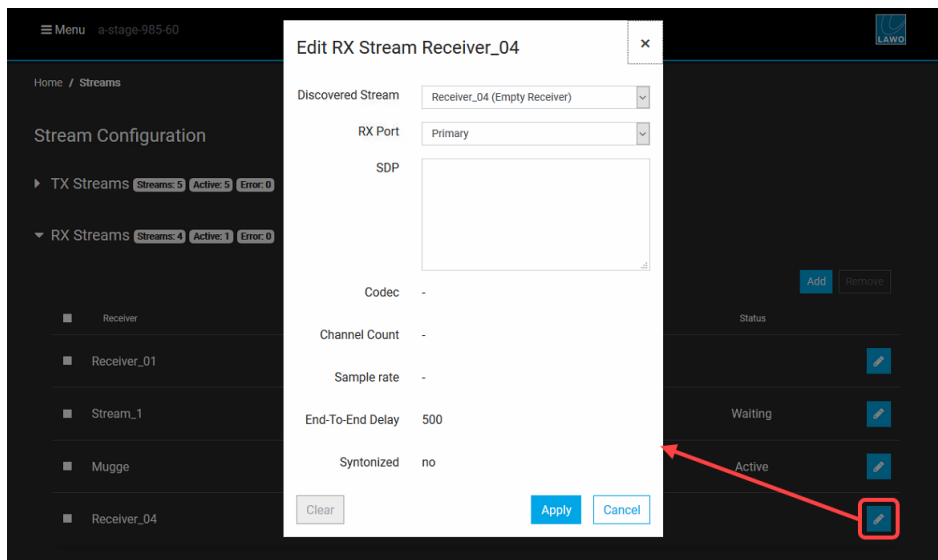 Menu a-stage-985-60
LAWO
Home / Streams
Stream Configuration
TX Streams Streams: 5 Active: 5 Error: 0
RX Streams Streams: 4 Active: 1 Error: 0
Add Remove
Receiver Status
Receiver_01
Stream_1 Waiting
Mugge Active
Receiver_04
Edit RX Stream Receiver_04 ×
Discovered Stream Receiver_04 (Empty Receiver)
RX Port Primary
SDP
Codec -
Channel Count -
Sample rate -
End-To-End Delay 500
Syntonized no
Clear Apply Cancel